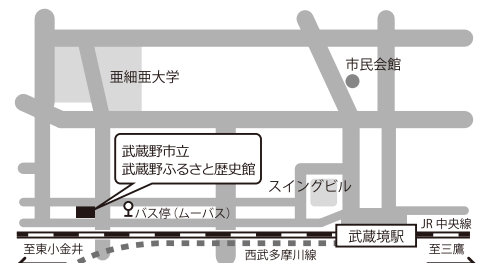 亜細亜大学
市民会館
武蔵野市立
武蔵野ふるさと歴史館
スイングビル
バス停（ムーバス）
JR 中央線
武蔵境駅
至東小金井
西武多摩川線
至三鷹